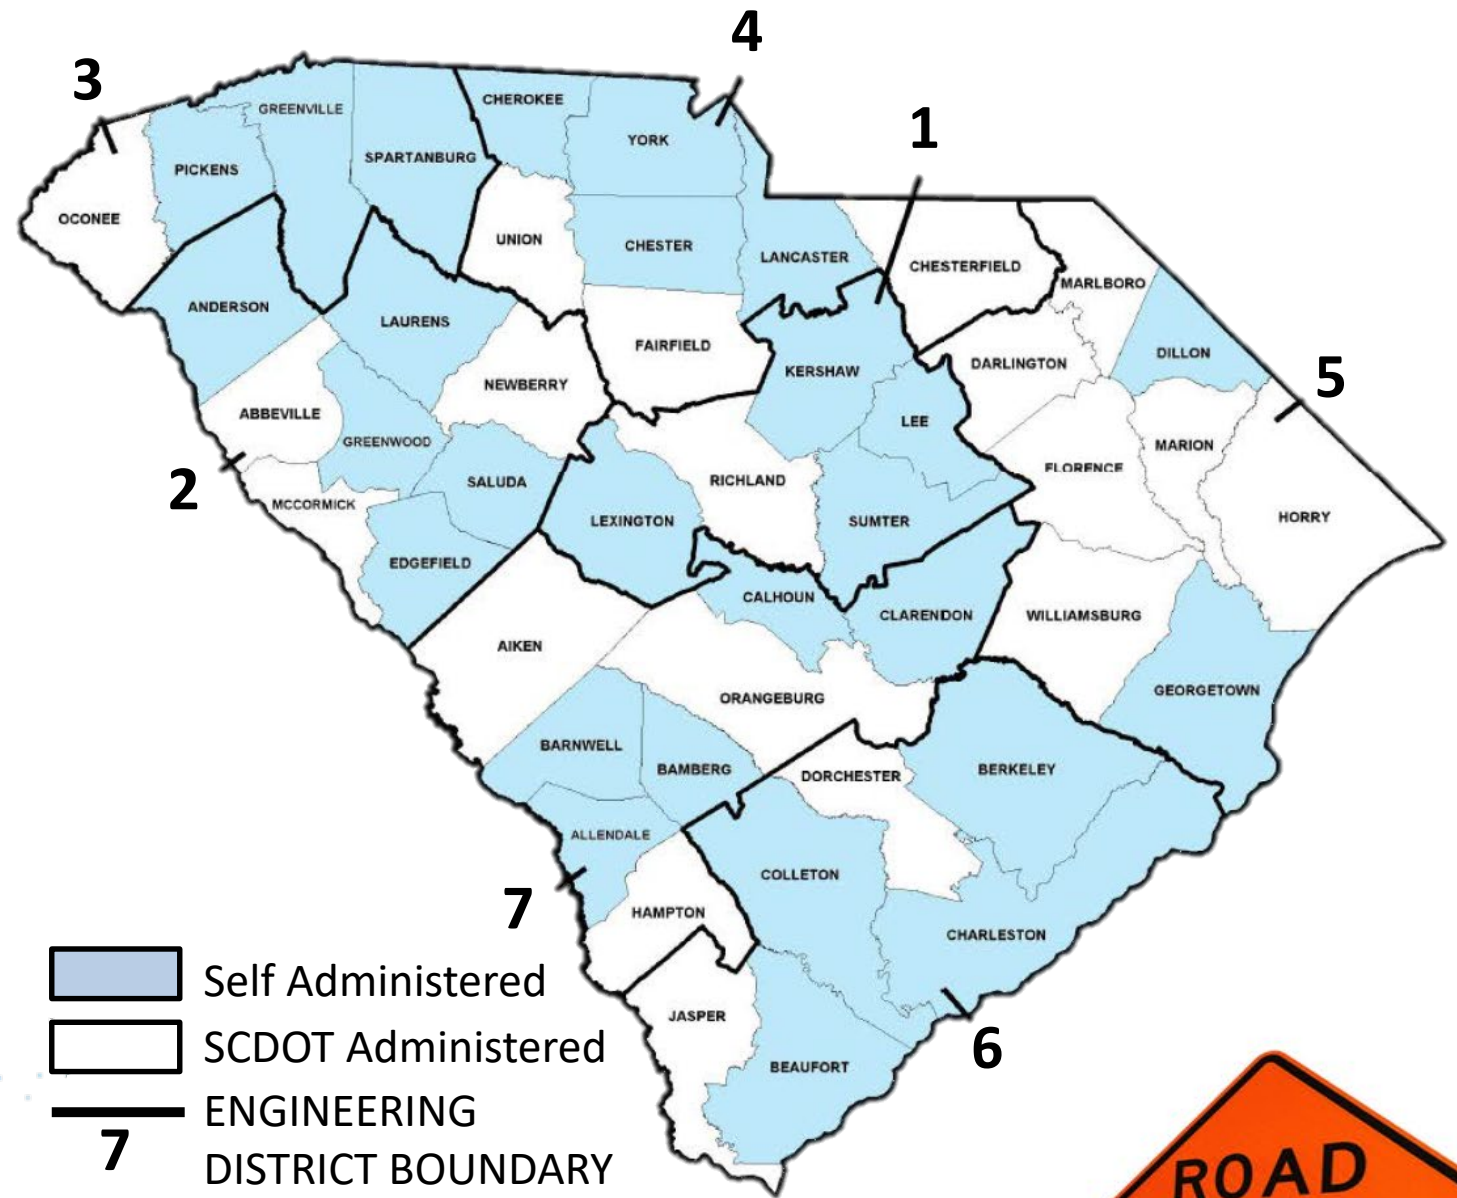 4
3
1
CHEROKEE
GREENVILLE
YORK
SPARTANBURG
PICKENS
OCONEE
UNION
CHESTER
LANCASTER
CHESTERFIELD
MARLBORO
ANDERSON
LAURENS
FAIRFIELD
DILLON
DARLINGTON
KERSHAW
5
NEWBERRY
ABBEVILLE
LEE
GREENWOOD
MARION
FLORENCE
2
SALUDA
RICHLAND
MCCORMICK
LEXINGTON
SUMTER
HORRY
EDGEFIELD
CALHOUN
CLARENDON
WILLIAMSBURG
AIKEN
ORANGEBURG
GEORGETOWN
BARNWELL
BAMBERG
DORCHESTER
BERKELEY
ALLENDALE
COLLETON
7
HAMPTON
CHARLESTON
JASPER
6
BEAUFORT
Self Administered
SCDOT Administered
ENGINEERING
7
DISTRICT BOUNDARY
ROAD